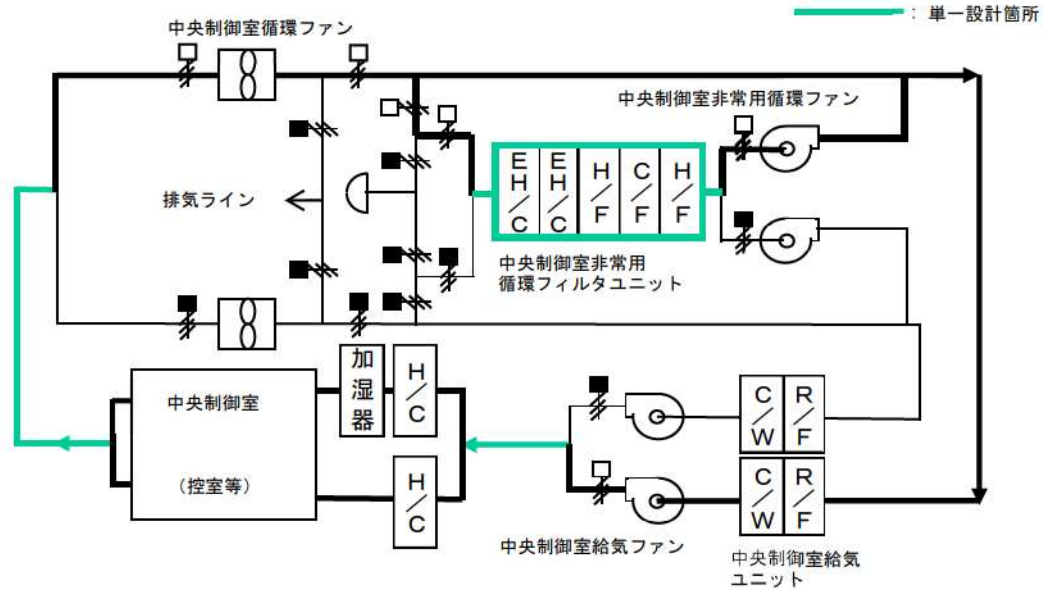 ：単一設計箇所
中央制御室循環ファン
中央制御室非常用循環ファン
EH/C
EH/C
H/F
C/F
H/F
排気ライン
中央制御室非常用
循環フィルタユニット
加湿器
H/C
中央制御室
(控室等)
H/C
C/W
R/F
C/W
R/F
中央制御室給気ファン
中央制御室給気
ユニット